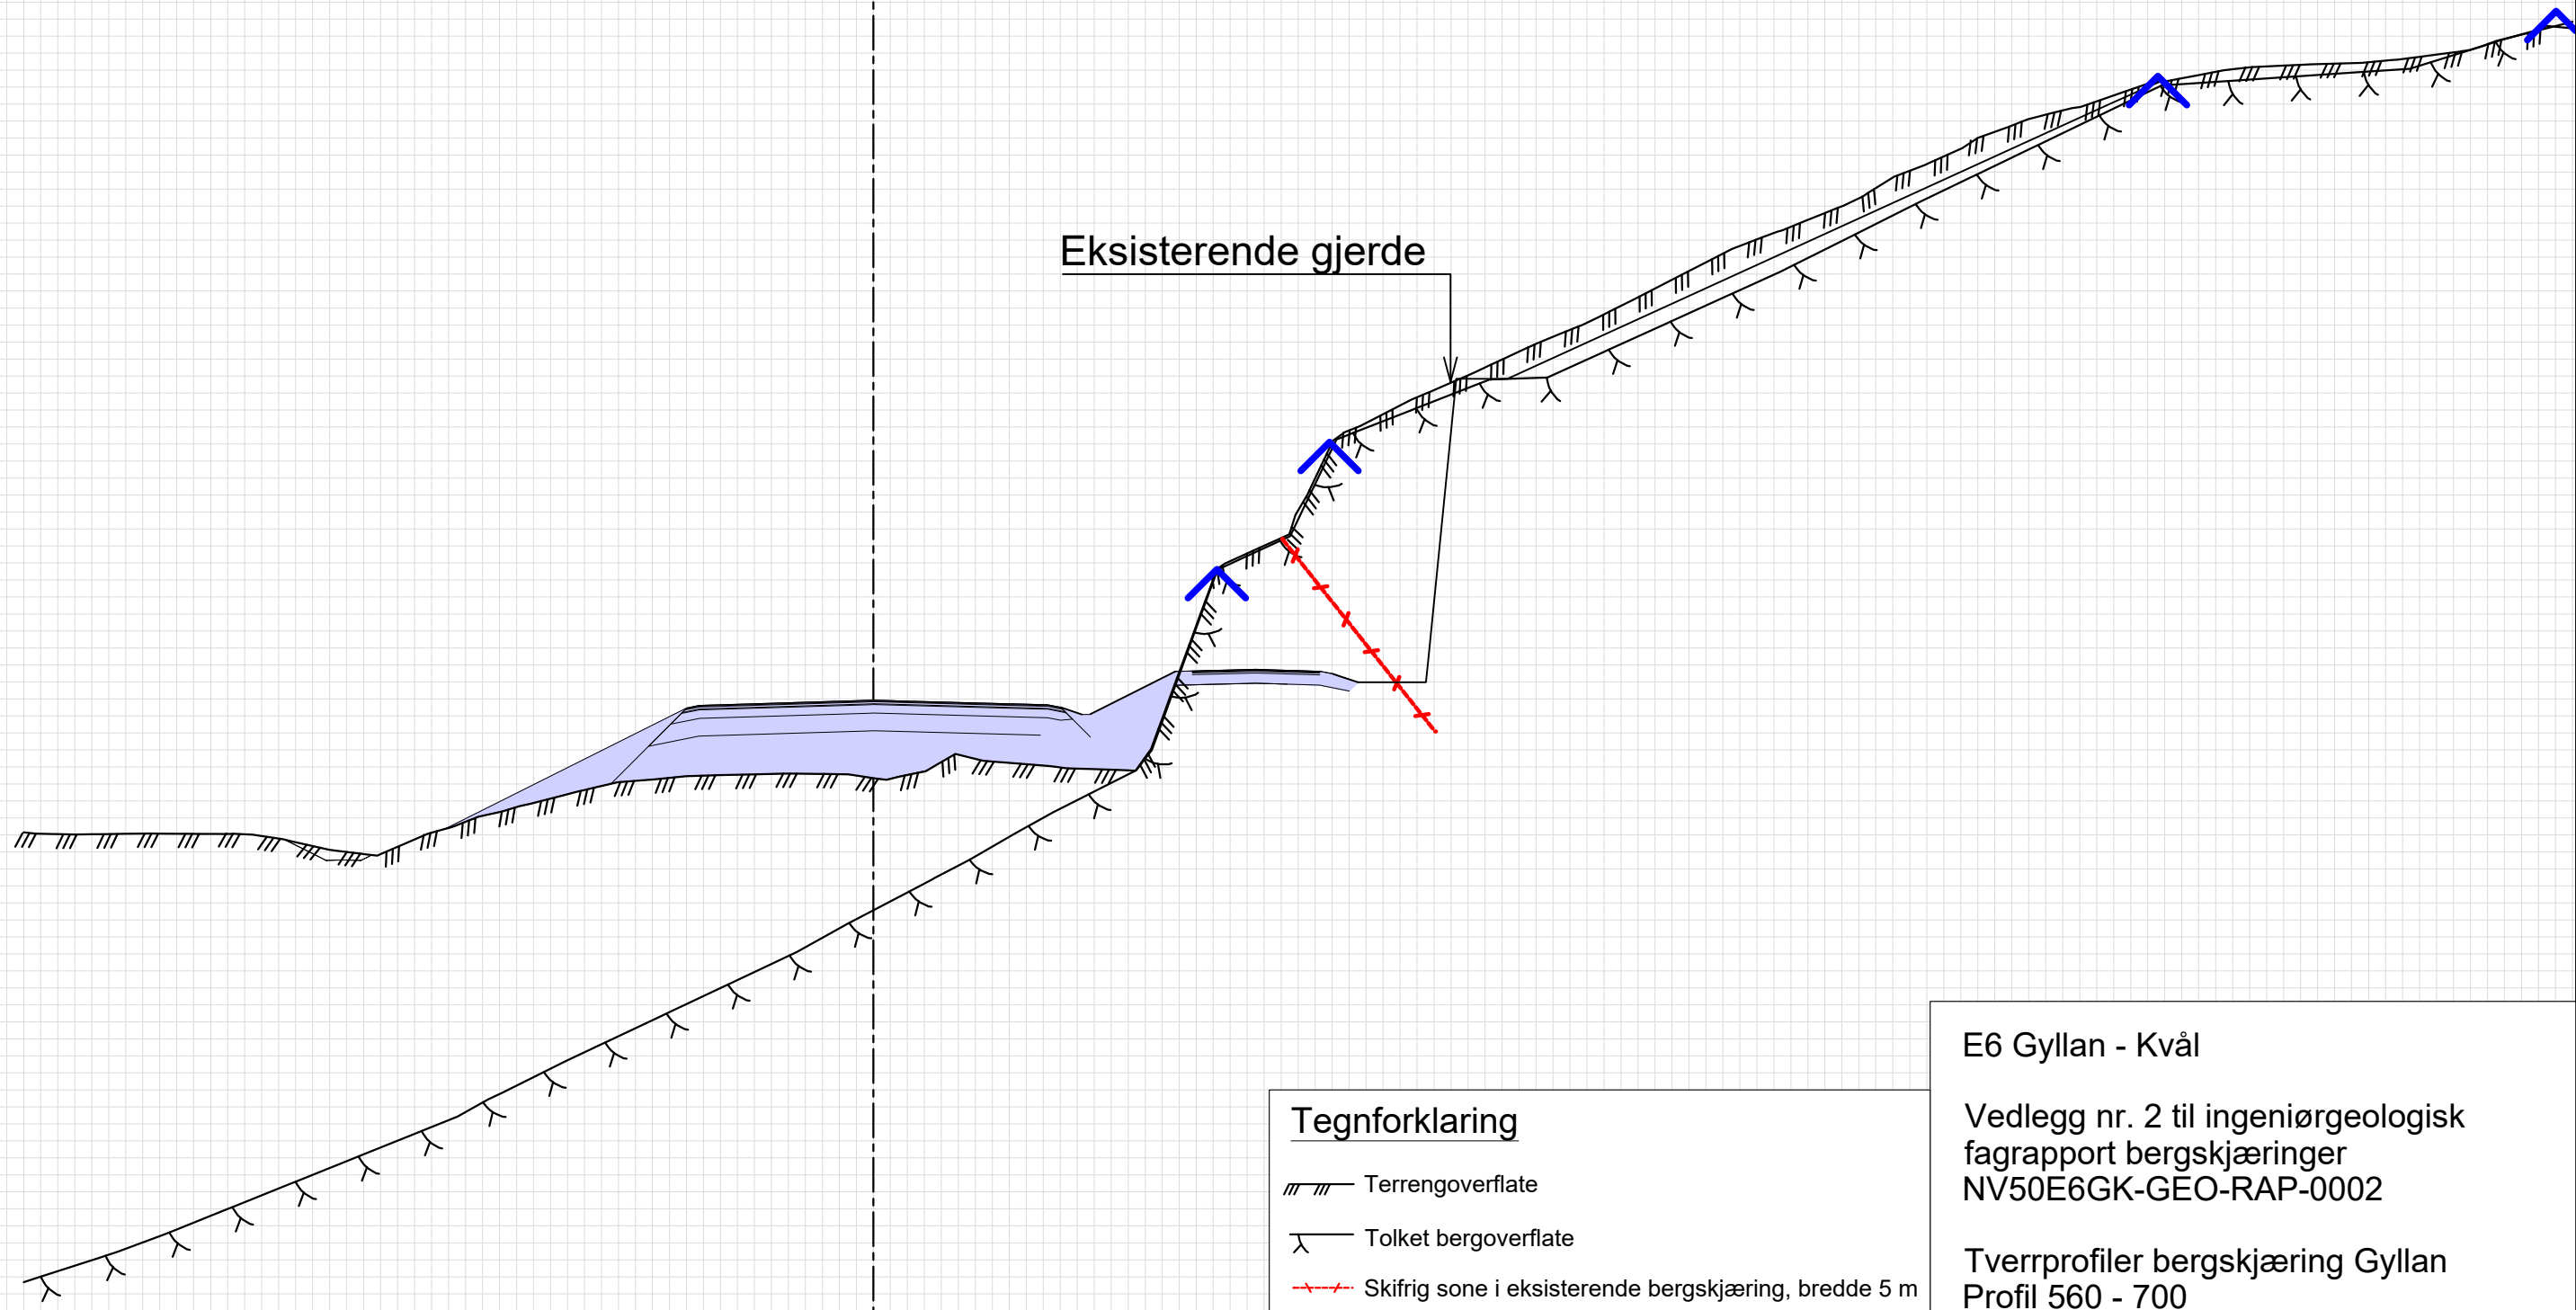 Eksisterende gjerde
Tegnforklaring
Terrengoverflate
Tolket bergoverflate
Skifrig sone i eksisterende bergskjæring, bredde 5 m
E6 Gyllan - Kvål
Vedlegg nr. 2 til ingeniørgeologisk
fagrapport bergskjæringer
NV50E6GK-GEO-RAP-0002
Tverrprofiler bergskjæring Gyllan
Profil 560 - 700